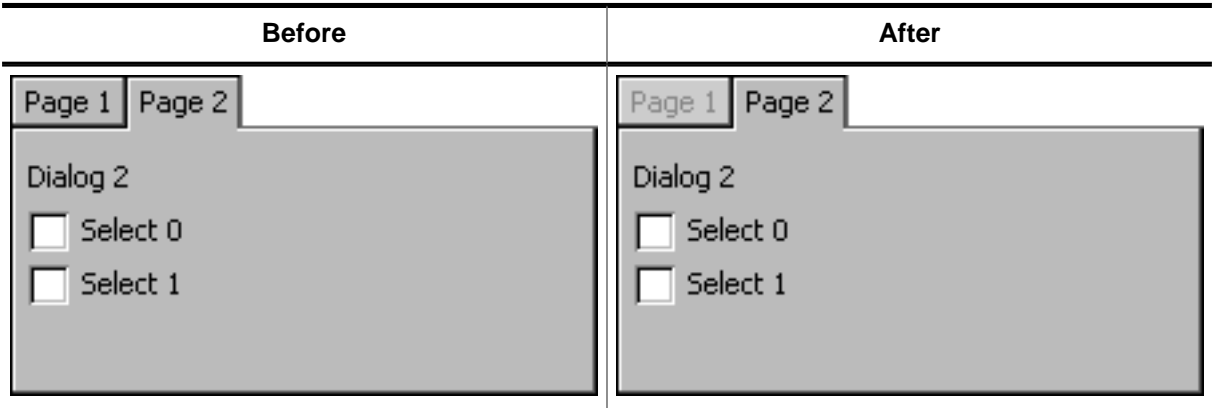 Before After
Page 1 Page 2 Page 1 Page 2
Dialog 2 Dialog 2
Select 0 Select 0
Select 1 Select 1